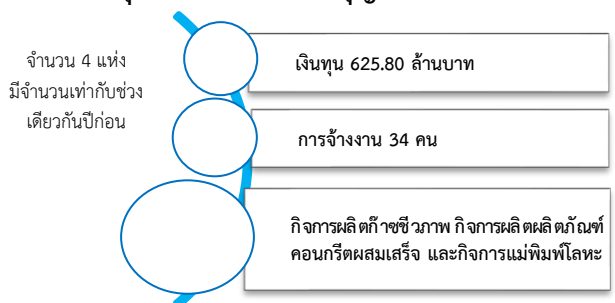 จำนวน 4 แห่ง
มีจำนวนเท่ากับช่วง
เดียวกันปีก่อน
เงินทุน 625.80 ล้านบาท
การจ้างงาน 34 คน
กิจการผลิตก๊าซชีวภาพ กิจการผลิตผลิตภัณฑ์
คอนกรีตผสมเสร็จ และกิจการแม่พิมพ์โลหะ